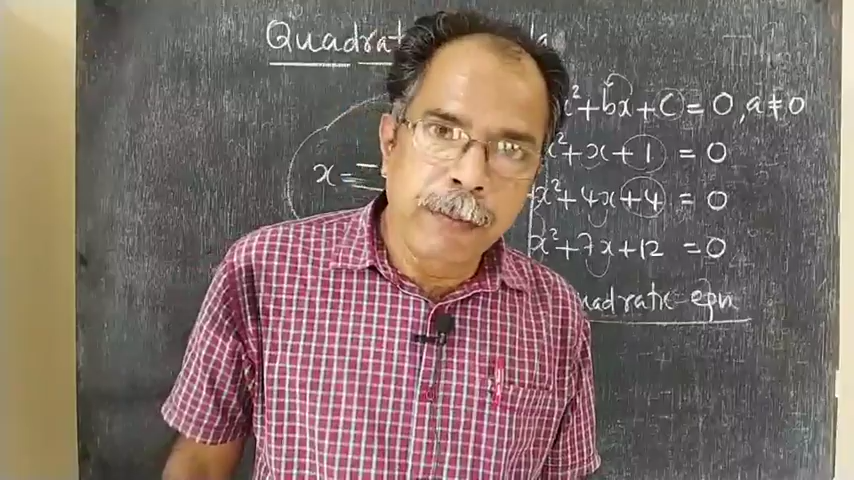 Quadrat
x² + bx + c = 0, a ≠ 0
x =
x² + x + 1 = 0
x² + 4x + 4 = 0
x² + 7x + 12 = 0
uadratic eqn